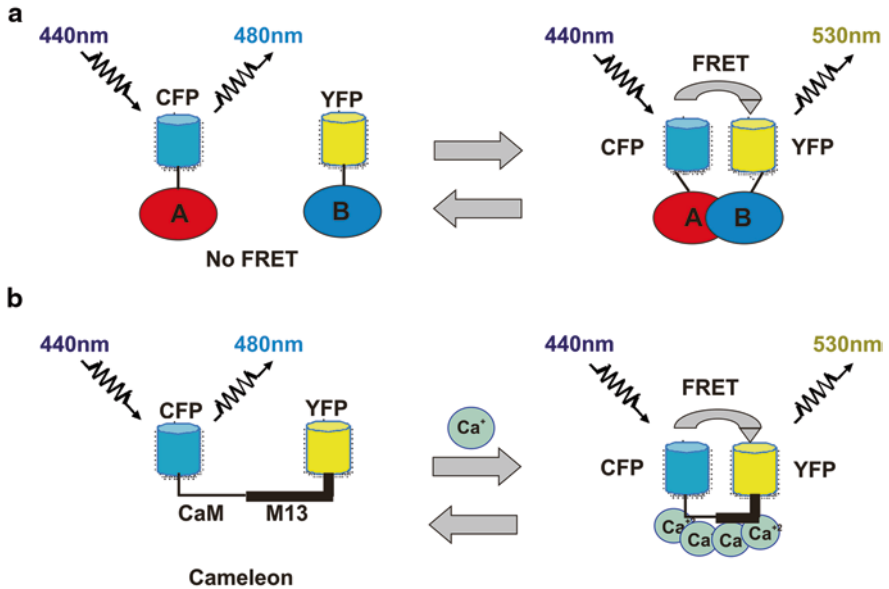 a
440nm 480nm 440nm 530nm
FRET
CFP YFP
CFP YFP
A B A B
No FRET
b
440nm 480nm 440nm 530nm
FRET
CFP YFP Ca⁺
CFP YFP
CaM M13
Ca Ca Ca⁺²
Cameleon